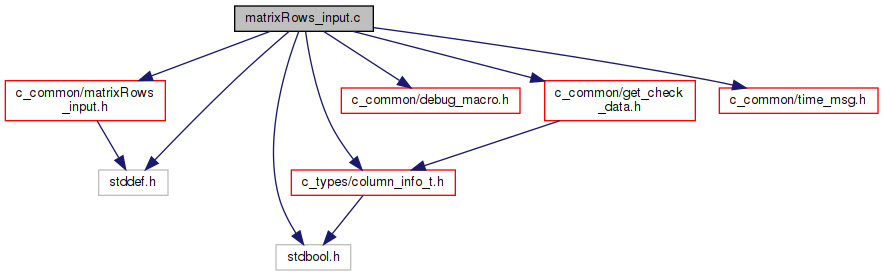 matrixRows_input.c
c_common/matrixRows
_input.h
c_common/debug_macro.h
c_common/get_check
_data.h
c_common/time_msg.h
stddef.h
c_types/column_info_t.h
stdbool.h